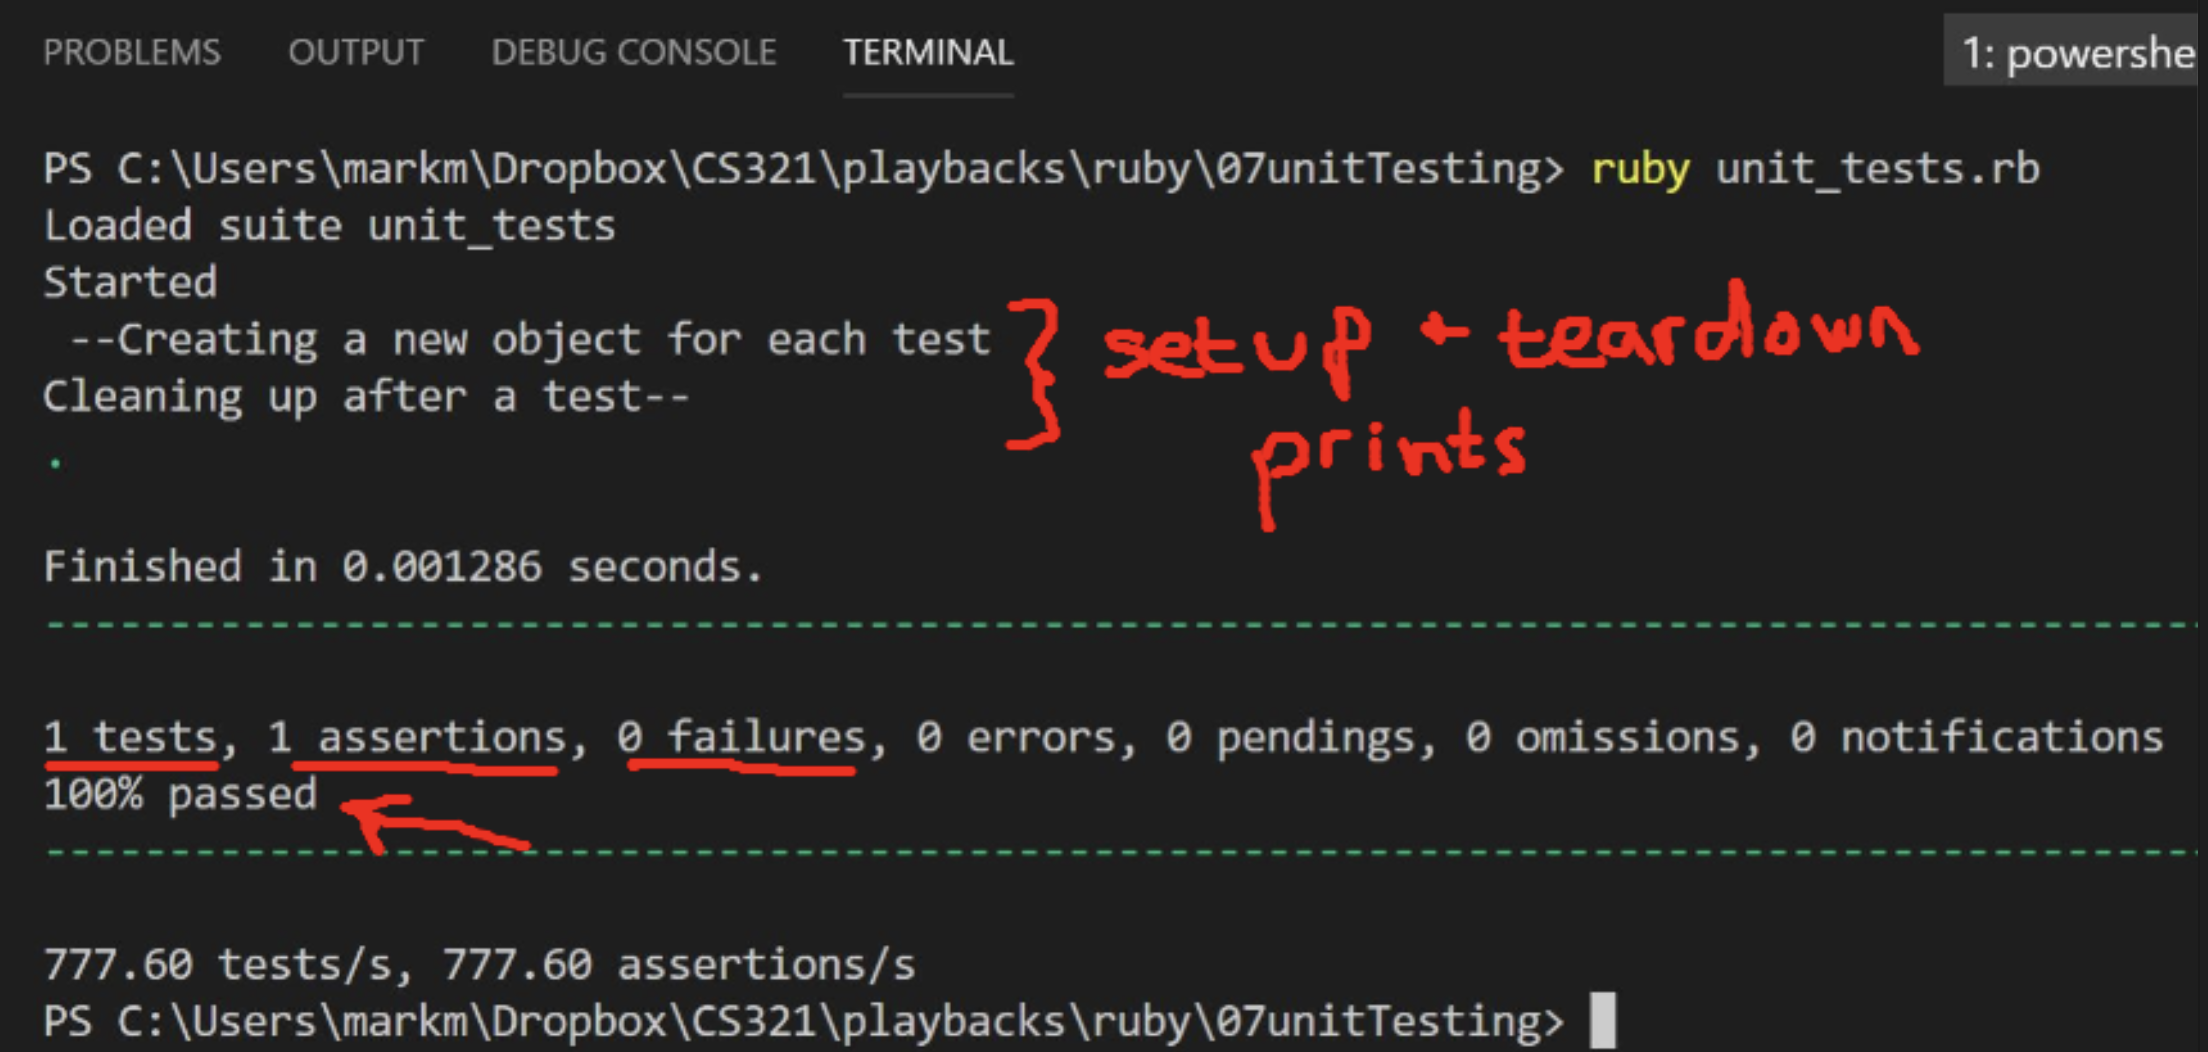 PROBLEMS OUTPUT DEBUG CONSOLE TERMINAL 1: powershe
PS C:\Users\markm\Dropbox\CS321\playbacks\ruby\07unitTesting> ruby unit_tests.rb
Loaded suite unit_tests
Started
--Creating a new object for each test
Cleaning up after a test--
.
setup + teardown
prints
Finished in 0.001286 seconds.
--------------------------------------------------------------------------------
1 tests, 1 assertions, 0 failures, 0 errors, 0 pendings, 0 omissions, 0 notifications
100% passed
--------------------------------------------------------------------------------
777.60 tests/s, 777.60 assertions/s
PS C:\Users\markm\Dropbox\CS321\playbacks\ruby\07unitTesting>